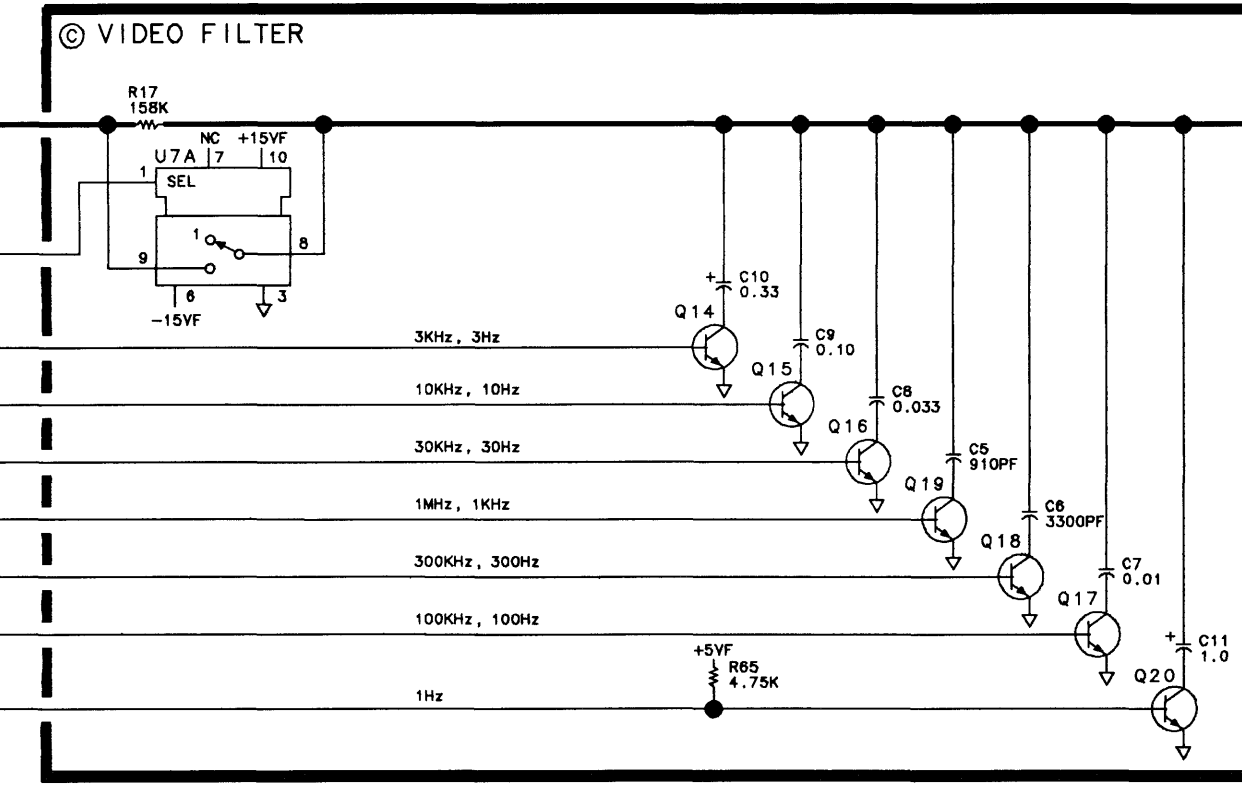 © VIDEO FILTER
R17
158K
NC +15VF
U7A 7 10
1 SEL
1
8
9
6 3
-15VF
C10
+ 0.33
Q14
3KHz, 3Hz
C9
0.10
Q15
10KHz, 10Hz
C8
0.033
Q16
30KHz, 30Hz
C5
910PF
Q19
1MHz, 1KHz
C6
3300PF
Q18
300KHz, 300Hz
C7
0.01
Q17
100KHz, 100Hz
+5VF
R65
4.75K
+ C11
1.0
Q20
1Hz